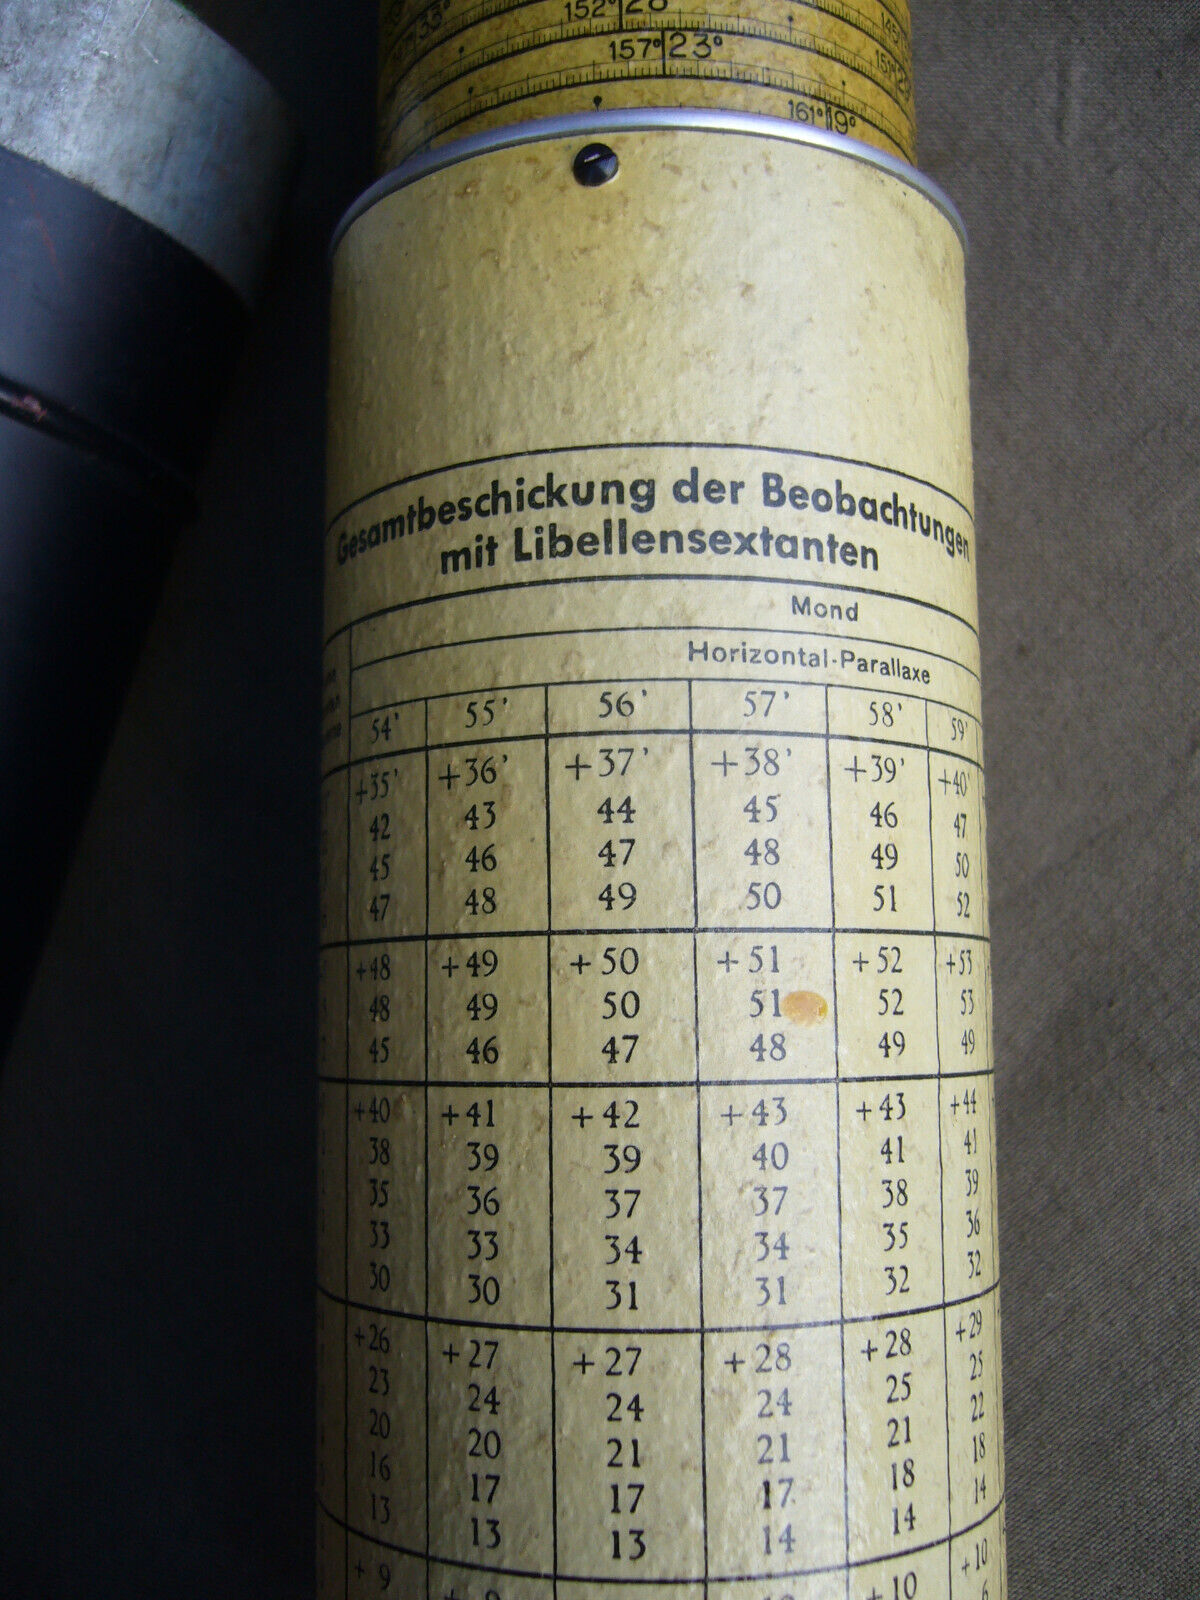 152° 28
157° 23°
161° 19°
Gesamtbeschickung der Beobachtungen
mit Libellensextanten
Mond
Horizontal-Parallaxe
54' 55' 56' 57' 58' 59'
+35' +36' +37' +38' +39' +40'
42 43 44 45 46 47
45 46 47 48 49 50
47 48 49 50 51 52
+48 +49 +50 +51 +52 +53
48 49 50 51 52 53
45 46 47 48 49 49
+40 +41 +42 +43 +43 +44
38 39 39 40 41 41
35 36 37 37 38 39
33 33 34 34 35 36
30 30 31 31 32 32
+26 +27 +27 +28 +28 +29
23 24 24 24 25 25
20 20 21 21 21 22
16 17 17 17 18 18
13 13 13 14 14 14
+9 +10 +10
6